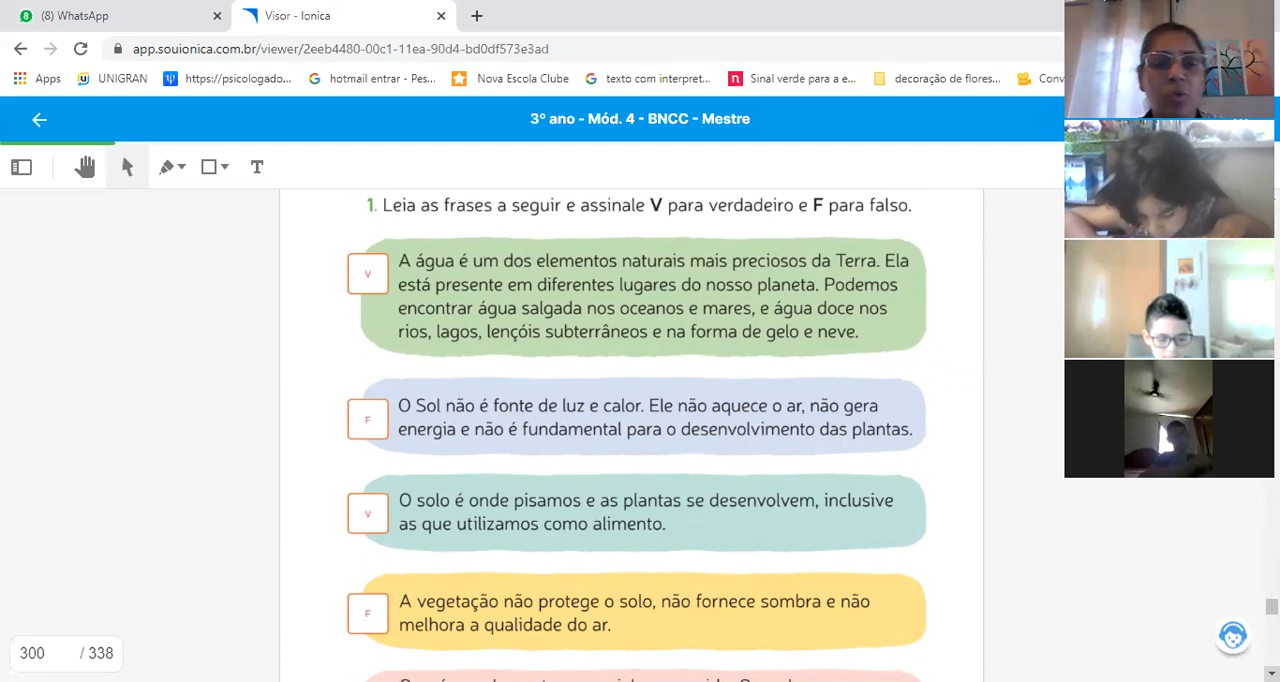 (8) WhatsApp
Visor - Ionica
app.souionica.com.br/viewer/2eeb4480-00c1-11ea-90d4-bd0df573e3ad
Apps
UNIGRAN
https://psicologado...
hotmail entrar - Pes...
Nova Escola Clube
texto com interpret...
Sinal verde para a e...
decoração de flores...
Conv
3º ano - Mód. 4 - BNCC - Mestre
T
1. Leia as frases a seguir e assinale V para verdadeiro e F para falso.
V
A água é um dos elementos naturais mais preciosos da Terra. Ela
está presente em diferentes lugares do nosso planeta. Podemos
encontrar água salgada nos oceanos e mares, e água doce nos
rios, lagos, lençóis subterrâneos e na forma de gelo e neve.
F
O Sol não é fonte de luz e calor. Ele não aquece o ar, não gera
energia e não é fundamental para o desenvolvimento das plantas.
V
O solo é onde pisamos e as plantas se desenvolvem, inclusive
as que utilizamos como alimento.
F
A vegetação não protege o solo, não fornece sombra e não
melhora a qualidade do ar.
300 / 338